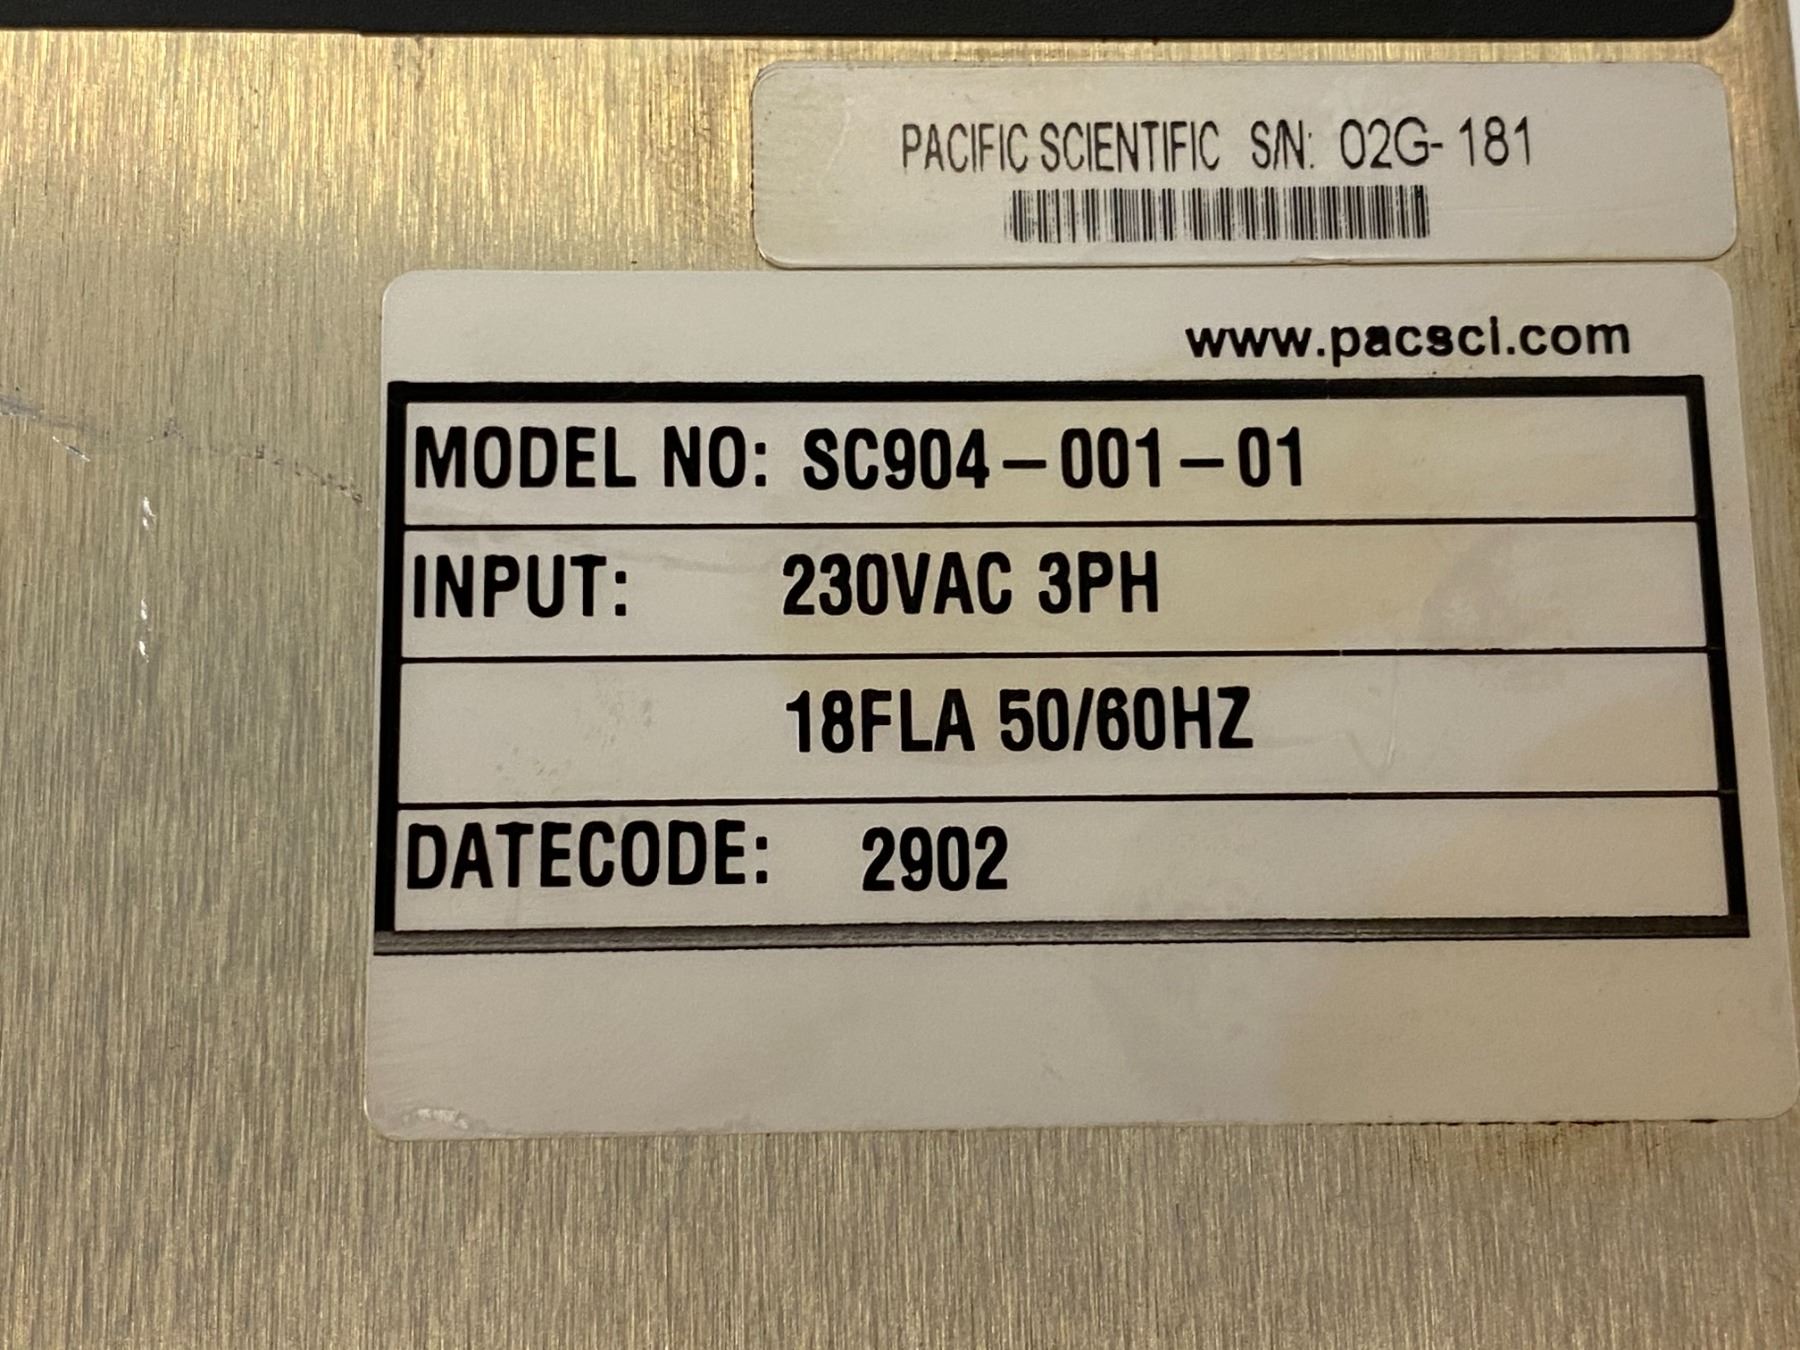 PACIFIC SCIENTIFIC S/N: 02G-181
www.pacsci.com
MODEL NO: SC904-001-01
INPUT: 230VAC 3PH
18FLA 50/60HZ
DATECODE: 2902